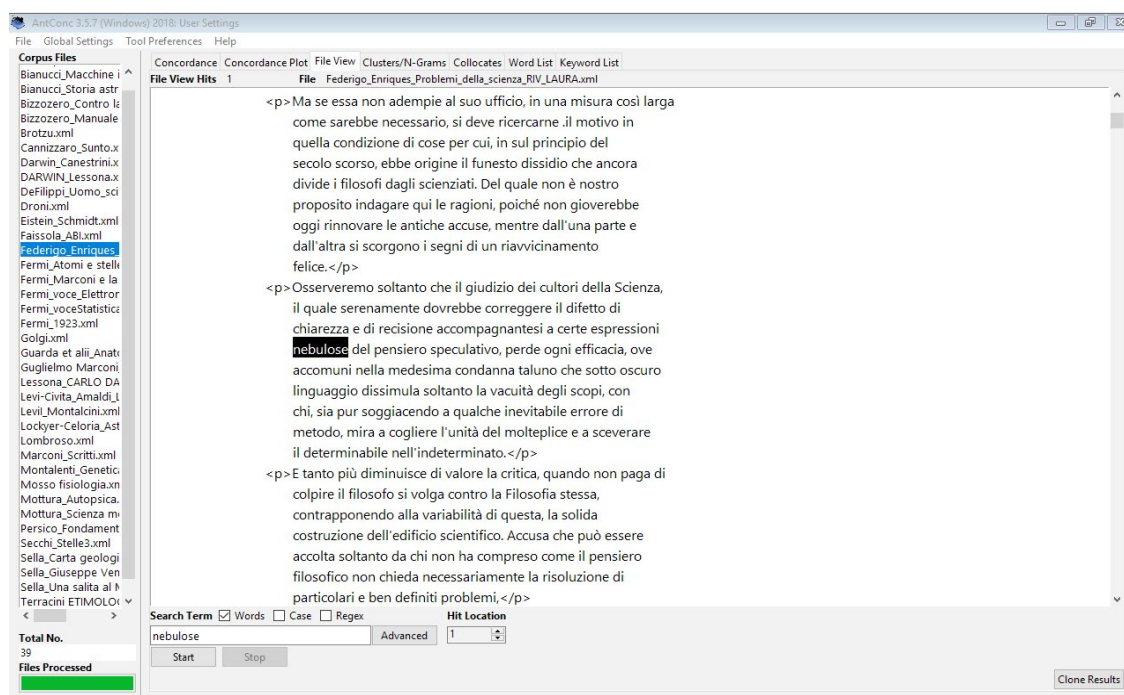 AntConc 3.5.7 (Windows) 2018: User Settings
File Global Settings Tool Preferences Help
Corpus Files
Bianucci_Macchine i
Bianucci_Storia astr
Bizzozero_Contro la
Bizzozero_Manuale
Brotzu.xml
Cannizzaro_Sunto.x
Darwin_Canestrini.x
DARWIN_Lessona.x
DeFilippi_Uomo_sci
Droni.xml
Eistein_Schmidt.xml
Faissola_ABI.xml
Federigo_Enriques_
Fermi_Atomi e stelle
Fermi_Marconi e la
Fermi_voce_Elettror
Fermi_voceStatistica
Fermi_1923.xml
Golgi.xml
Guarda et alii_Anato
Guglielmo Marconi_
Lessona_CARLO DA
Levi-Civita_Amaldi_L
Levil_Montalcini.xml
Lockyer-Celoria_Ast
Lombroso.xml
Marconi_Scritti.xml
Montalenti_Genetica
Mosso fisiologia.xn
Mottura_Autopsica.
Mottura_Scienza m
Persico_Fondament
Secchi_Stelle3.xml
Sella_Carta geologi
Sella_Giuseppe Ven
Sella_Una salita al M
Terracini ETIMOLO
Total No.
39
Files Processed
Concordance Concordance Plot File View Clusters/N-Grams Collocates Word List Keyword List
File View Hits 1 File Federigo_Enriques_Problemi_della_scienza_RIV_LAURA.xml
<p>Ma se essa non adempie al suo ufficio, in una misura così larga
come sarebbe necessario, si deve ricercarne .il motivo in
quella condizione di cose per cui, in sul principio del
secolo scorso, ebbe origine il funesto dissidio che ancora
divide i filosofi dagli scienziati. Del quale non è nostro
proposito indagare qui le ragioni, poiché non gioverebbe
oggi rinnovare le antiche accuse, mentre dall'una parte e
dall'altra si scorgono i segni di un riavvicinamento
felice.</p>
<p>Osserveremo soltanto che il giudizio dei cultori della Scienza,
il quale serenamente dovrebbe correggere il difetto di
chiarezza e di recisione accompagnantesi a certe espressioni
nebulose del pensiero speculativo, perde ogni efficacia, ove
accomuni nella medesima condanna taluno che sotto oscuro
linguaggio dissimula soltanto la vacuità degli scopi, con
chi, sia pur soggiacendo a qualche inevitabile errore di
metodo, mira a cogliere l'unità del molteplice e a sceverare
il determinabile nell'indeterminato.</p>
<p>E tanto più diminuisce di valore la critica, quando non paga di
colpire il filosofo si volga contro la Filosofia stessa,
contrapponendo alla variabilità di questa, la solida
costruzione dell'edificio scientifico. Accusa che può essere
accolta soltanto da chi non ha compreso come il pensiero
filosofico non chieda necessariamente la risoluzione di
particolari e ben definiti problemi,</p>
Search Term Words Case Regex Hit Location
nebulose Advanced 1
Start Stop
Clone Results